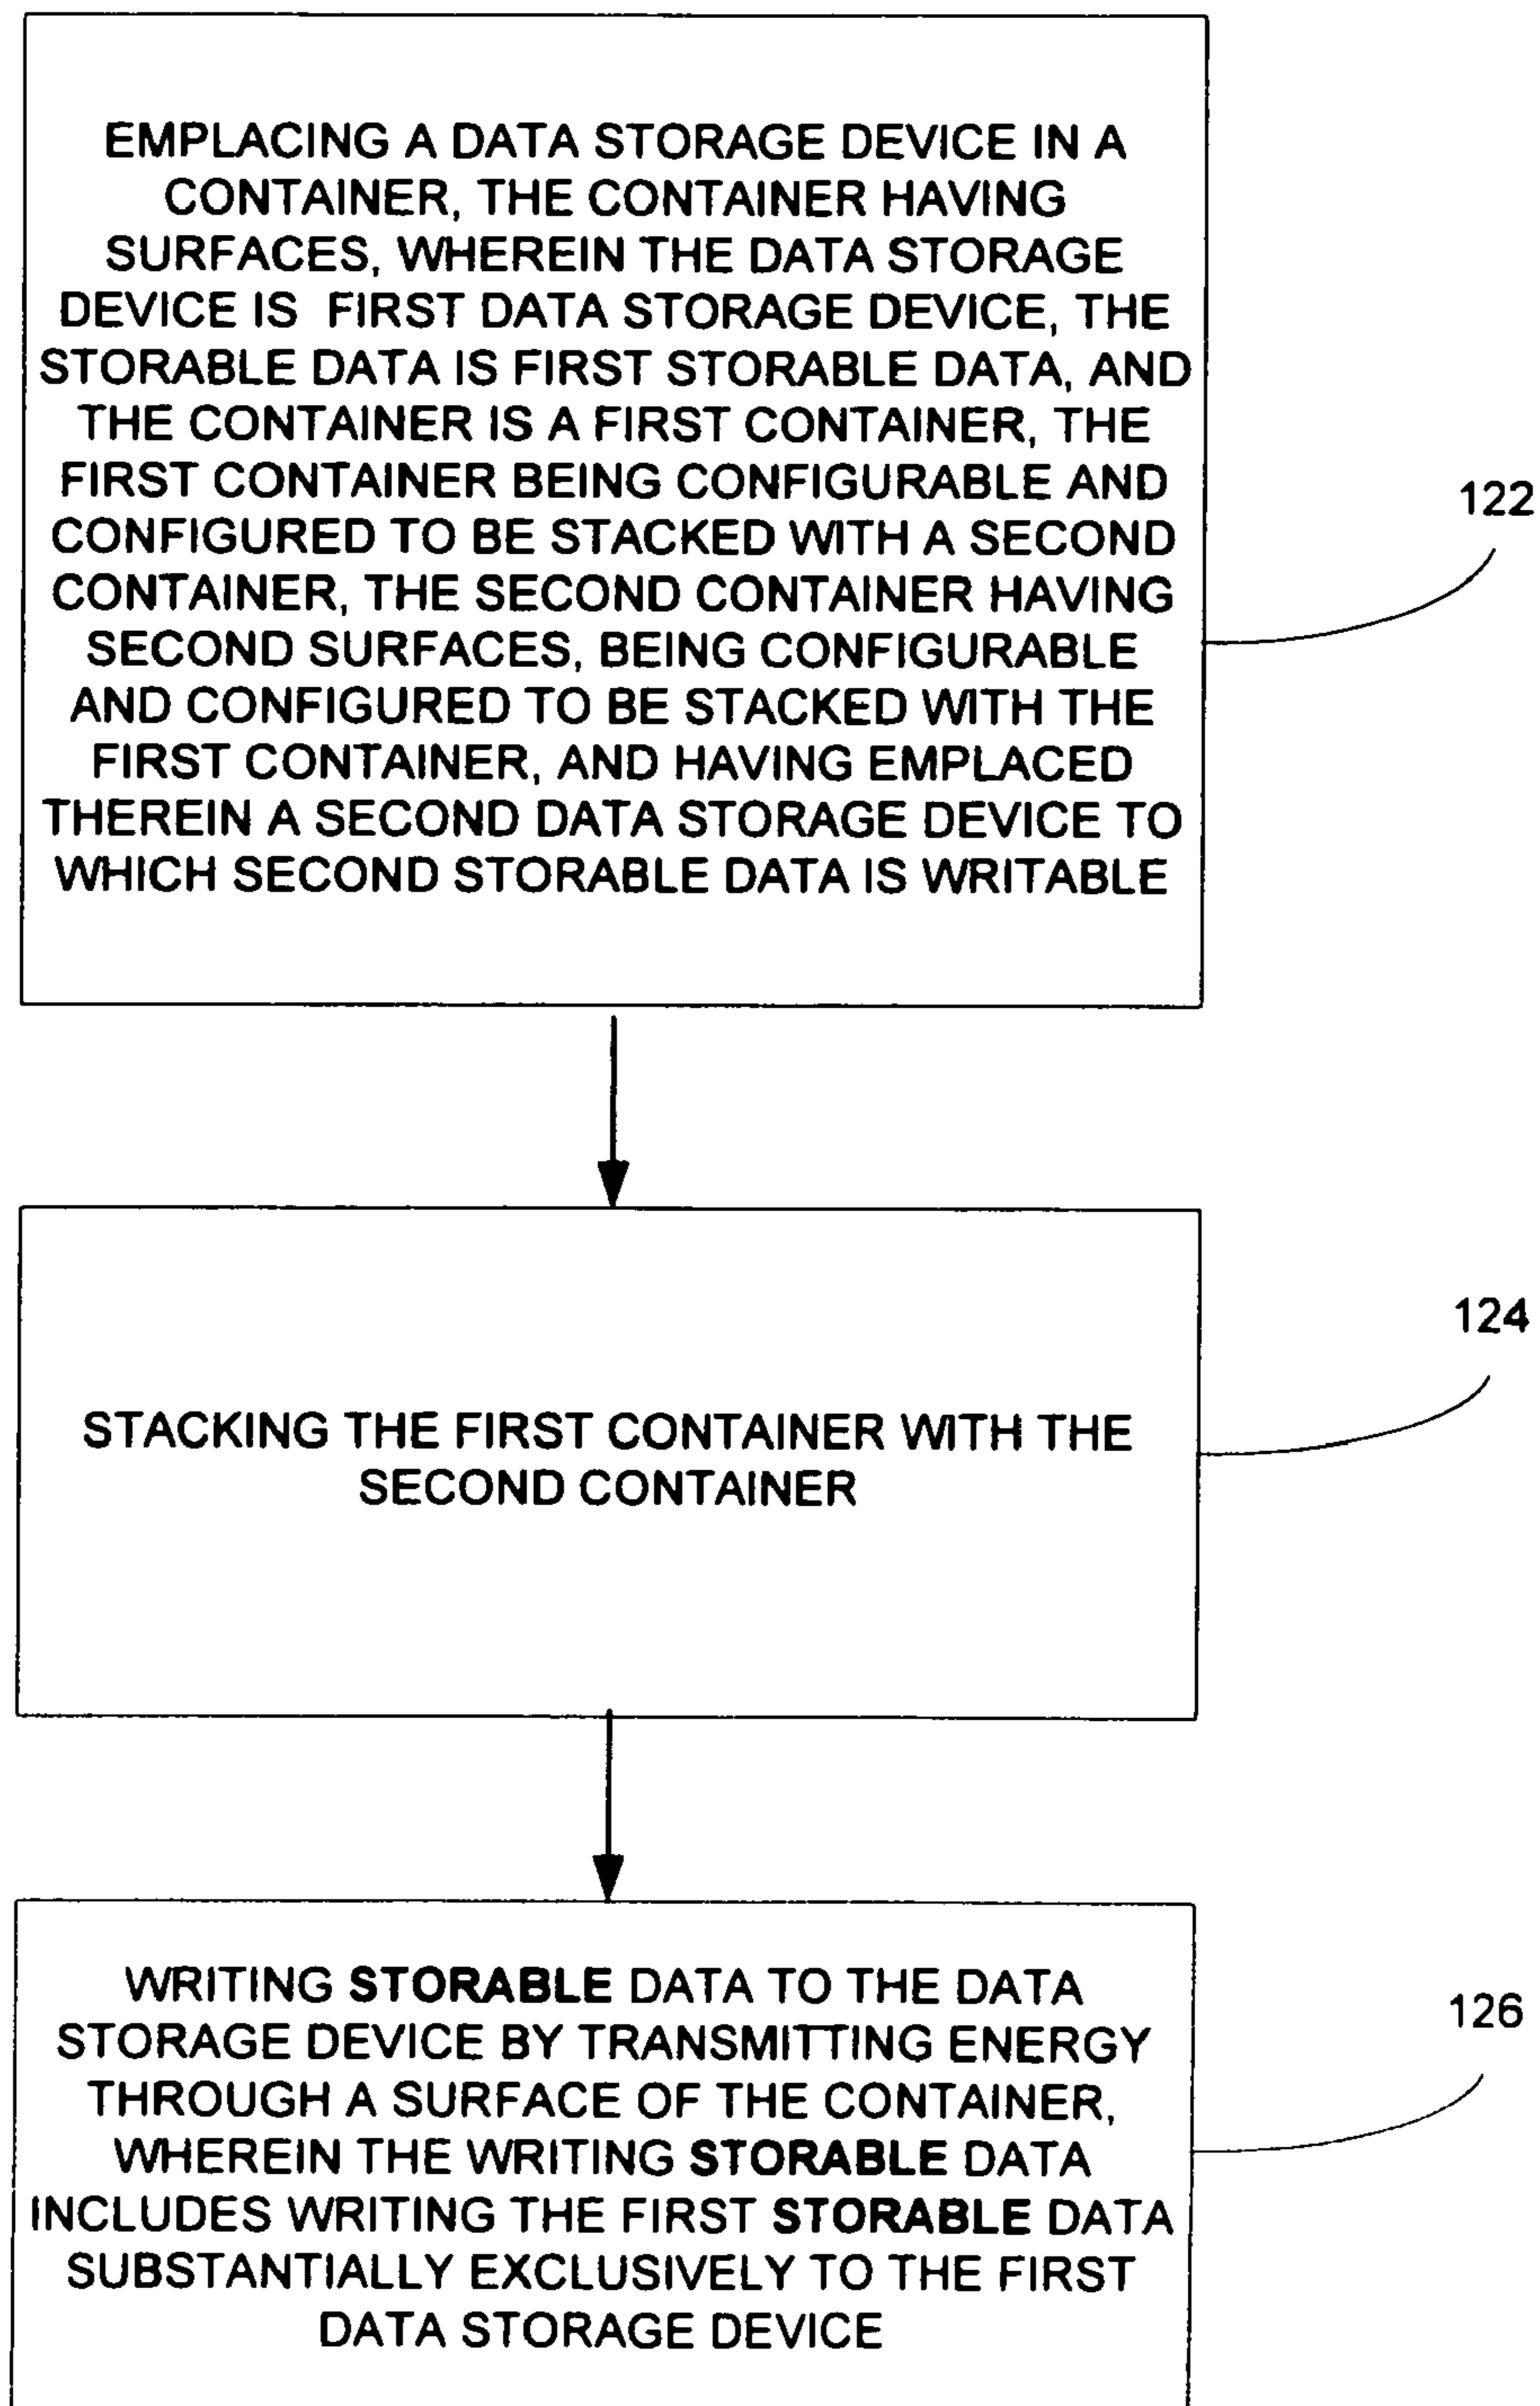 EMPLACING A DATA STORAGE DEVICE IN A
CONTAINER, THE CONTAINER HAVING
SURFACES, WHEREIN THE DATA STORAGE
DEVICE IS  FIRST DATA STORAGE DEVICE, THE
STORABLE DATA IS FIRST STORABLE DATA, AND
THE CONTAINER IS A FIRST CONTAINER, THE
FIRST CONTAINER BEING CONFIGURABLE AND
CONFIGURED TO BE STACKED WITH A SECOND
CONTAINER, THE SECOND CONTAINER HAVING
SECOND SURFACES, BEING CONFIGURABLE
AND CONFIGURED TO BE STACKED WITH THE
FIRST CONTAINER, AND HAVING EMPLACED
THEREIN A SECOND DATA STORAGE DEVICE TO
WHICH SECOND STORABLE DATA IS WRITABLE
122
124
STACKING THE FIRST CONTAINER WITH THE
SECOND CONTAINER
WRITING STORABLE DATA TO THE DATA
STORAGE DEVICE BY TRANSMITTING ENERGY
THROUGH A SURFACE OF THE CONTAINER,
WHEREIN THE WRITING STORABLE DATA
INCLUDES WRITING THE FIRST STORABLE DATA
SUBSTANTIALLY EXCLUSIVELY TO THE FIRST
DATA STORAGE DEVICE
126